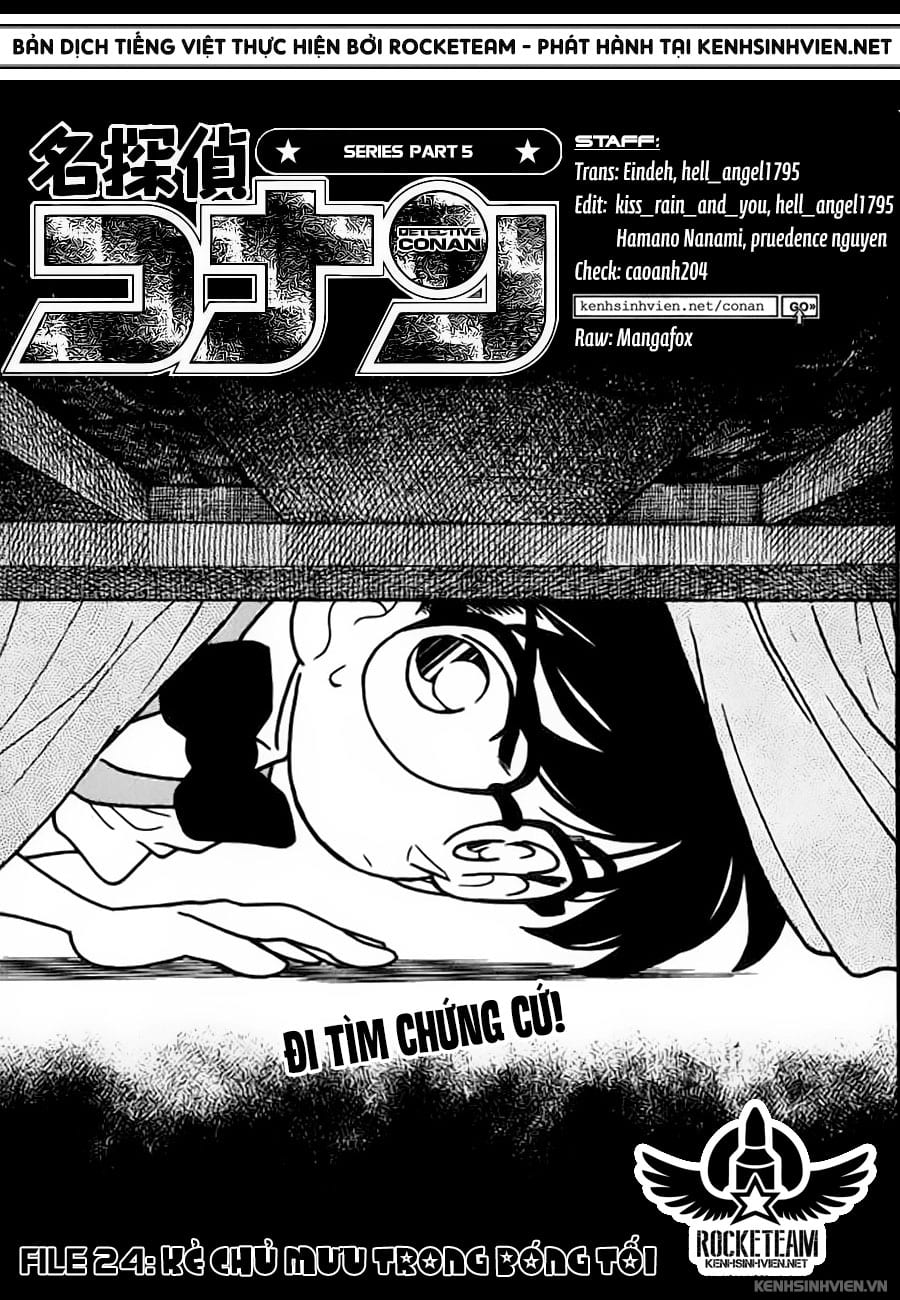 BẢN DỊCH TIẾNG VIỆT THỰC HIỆN BỞI ROCKETEAM - PHÁT HÀNH TẠI KENHSINHVIEN.NET
名探偵
★ SERIES PART 5 ★
コナン
DETECTIVE
CONAN
STAFF:
Trans: Eindeh, hell_angel1795
Edit: kiss_rain_and_you, hell_angel1795
Hamano Nanami, pruedence nguyen
Check: caoanh204
kenhsinhvien.net/conan GO»
Raw: Mangafox
ĐI TÌM CHỨNG CỨ!
FILE 24: KẺ CHỦ MƯU TRONG BÓNG TỐI
ROCKETEAM
KENHSINHVIEN.NET
KENHSINHVIEN.VN